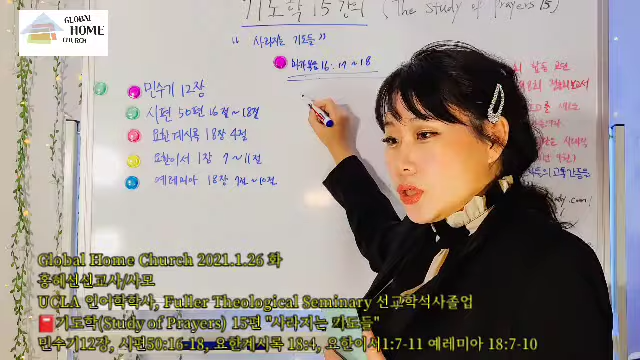 GLOBAL
HOME
CHURCH
기도학 15강의 (The Study of Prayers 15)
"사라지는 기도들"
마가복음 16:17~18
민수기 12장
시편 50편 16절~18절
요한계시록 18장 4절
요한이서 1장 7~11절
예레미야 18장 7절~10절
Global Home Church 2021.1.26 화
홍혜선선교사/사모
UCLA 언어학학사, Fuller Theological Seminary 선교학석사졸업
기도학(Study of Prayers) 15편 "사라지는 기도들"
민수기12장, 시편50:16-18, 요한계시록 18:4, 요한이서1:7-11 예레미야 18:7-10